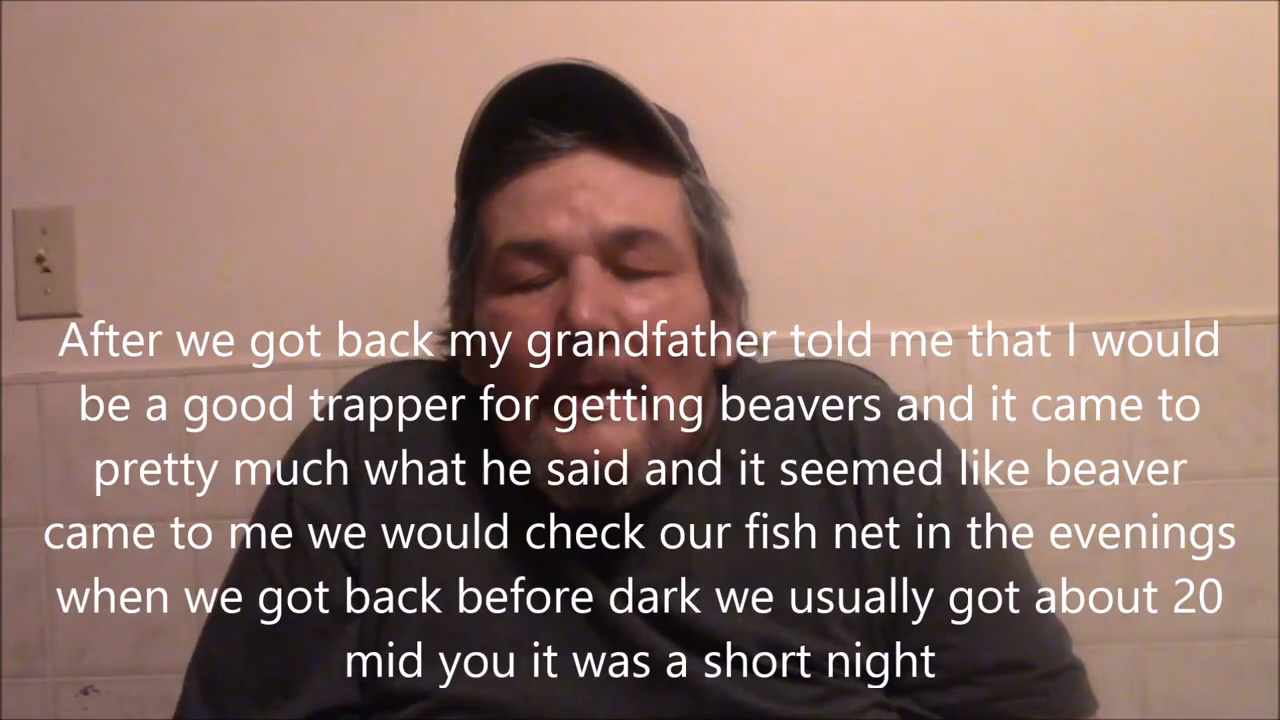 After we got back my grandfather told me that I would
be a good trapper for getting beavers and it came to
pretty much what he said and it seemed like beaver
came to me we would check our fish net in the evenings
when we got back before dark we usually got about 20
mid you it was a short night